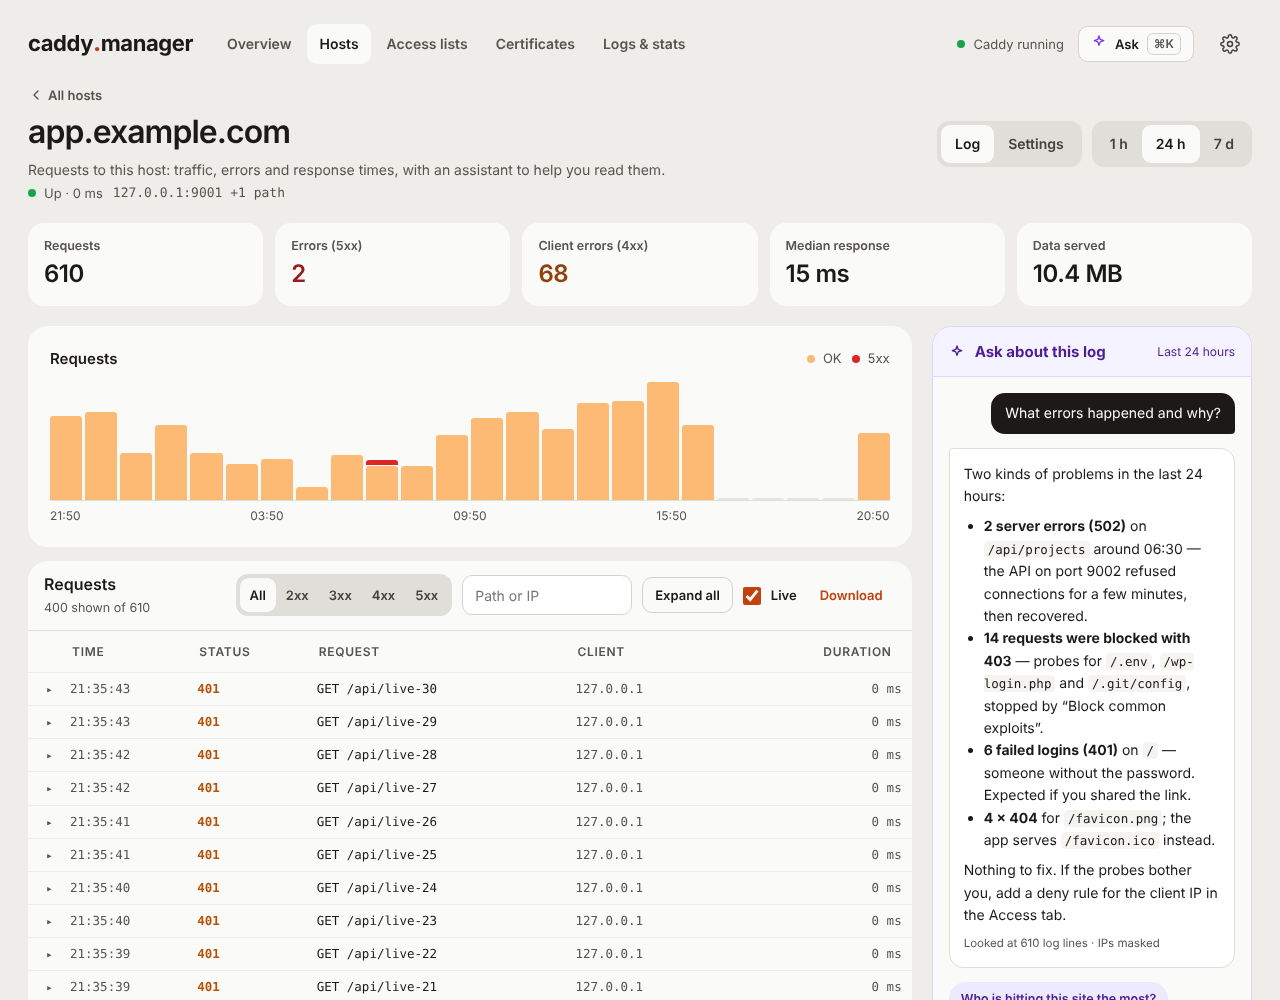 caddy.manager
Overview
Hosts
Access lists
Certificates
Logs & stats
Caddy running
Ask ⌘K
All hosts
app.example.com
Requests to this host: traffic, errors and response times, with an assistant to help you read them.
Up · 0 ms 127.0.0.1:9001 +1 path
Log
Settings
1 h
24 h
7 d
Requests
610
Errors (5xx)
2
Client errors (4xx)
68
Median response
15 ms
Data served
10.4 MB
Requests
OK
5xx
21:50
03:50
09:50
15:50
20:50
Requests
400 shown of 610
All
2xx
3xx
4xx
5xx
Path or IP
Expand all
Live
Download
TIME STATUS REQUEST CLIENT DURATION
▸ 21:35:43 401 GET /api/live-30 127.0.0.1 0 ms
▸ 21:35:43 401 GET /api/live-29 127.0.0.1 0 ms
▸ 21:35:42 401 GET /api/live-28 127.0.0.1 0 ms
▸ 21:35:42 401 GET /api/live-27 127.0.0.1 0 ms
▸ 21:35:41 401 GET /api/live-26 127.0.0.1 0 ms
▸ 21:35:41 401 GET /api/live-25 127.0.0.1 0 ms
▸ 21:35:40 401 GET /api/live-24 127.0.0.1 0 ms
▸ 21:35:40 401 GET /api/live-23 127.0.0.1 0 ms
▸ 21:35:39 401 GET /api/live-22 127.0.0.1 0 ms
▸ 21:35:39 401 GET /api/live-21 127.0.0.1 0 ms
Ask about this log
Last 24 hours
What errors happened and why?
Two kinds of problems in the last 24
hours:
• 2 server errors (502) on
/api/projects around 06:30 —
the API on port 9002 refused
connections for a few minutes,
then recovered.
• 14 requests were blocked with
403 — probes for /.env, /wp-
login.php and /.git/config,
stopped by “Block common
exploits”.
• 6 failed logins (401) on / —
someone without the password.
Expected if you shared the link.
• 4 × 404 for /favicon.png; the
app serves /favicon.ico instead.
Nothing to fix. If the probes bother
you, add a deny rule for the client IP in
the Access tab.
Looked at 610 log lines · IPs masked
Who is hitting this site the most?